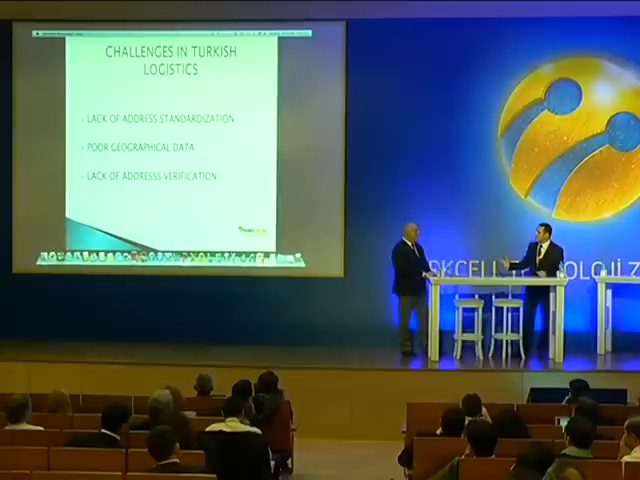 CHALLENGES IN TURKISH
LOGISTICS
- LACK OF ADDRESS STANDARDIZATION
- POOR GEOGRAPHICAL DATA
- LACK OF ADDRESSS VERIFICATION